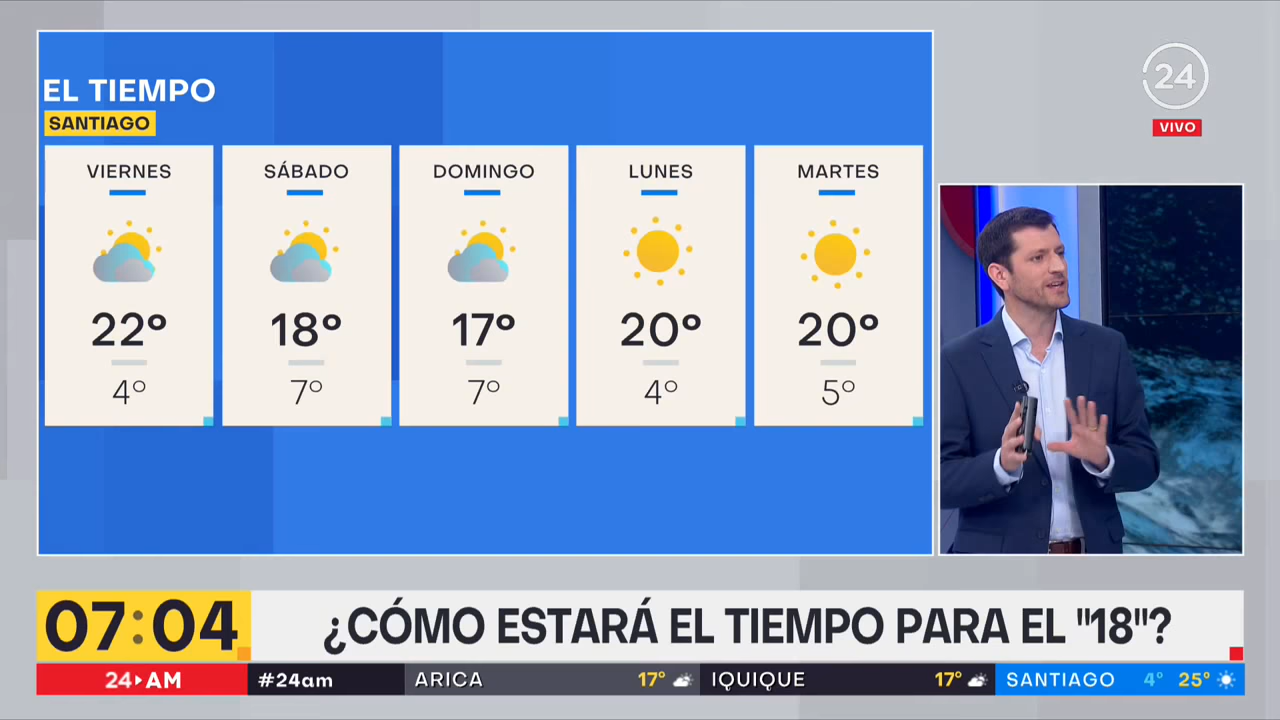 EL TIEMPO
SANTIAGO
VIERNES
22°
4°
SÁBADO
18°
7°
DOMINGO
17°
7°
LUNES
20°
4°
MARTES
20°
5°
24
VIVO
07:04
¿CÓMO ESTARÁ EL TIEMPO PARA EL "18"?
24 AM
#24am
ARICA 17°
IQUIQUE 17°
SANTIAGO 4° 25°